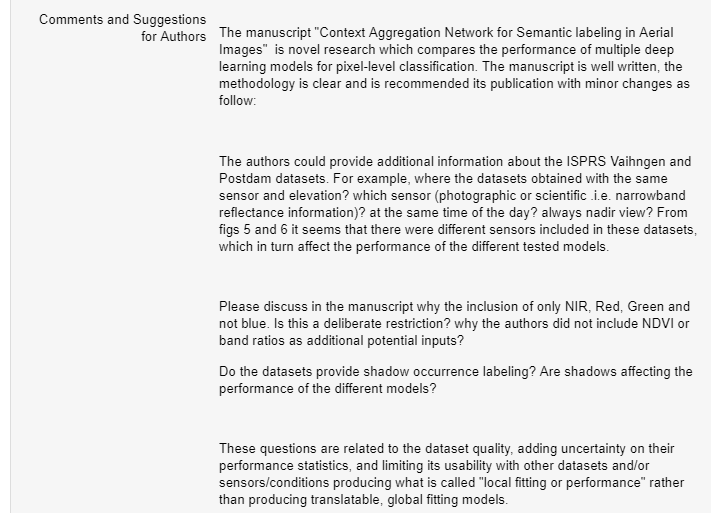 Comments and Suggestions
for Authors
The manuscript "Context Aggregation Network for Semantic labeling in Aerial
Images"  is novel research which compares the performance of multiple deep
learning models for pixel-level classification. The manuscript is well written, the
methodology is clear and is recommended its publication with minor changes as
follow:
The authors could provide additional information about the ISPRS Vaihngen and
Postdam datasets. For example, where the datasets obtained with the same
sensor and elevation? which sensor (photographic or scientific .i.e. narrowband
reflectance information)? at the same time of the day? always nadir view? From
figs 5 and 6 it seems that there were different sensors included in these datasets,
which in turn affect the performance of the different tested models.
Please discuss in the manuscript why the inclusion of only NIR, Red, Green and
not blue. Is this a deliberate restriction? why the authors did not include NDVI or
band ratios as additional potential inputs?
Do the datasets provide shadow occurrence labeling? Are shadows affecting the
performance of the different models?
These questions are related to the dataset quality, adding uncertainty on their
performance statistics, and limiting its usability with other datasets and/or
sensors/conditions producing what is called "local fitting or performance" rather
than producing translatable, global fitting models.